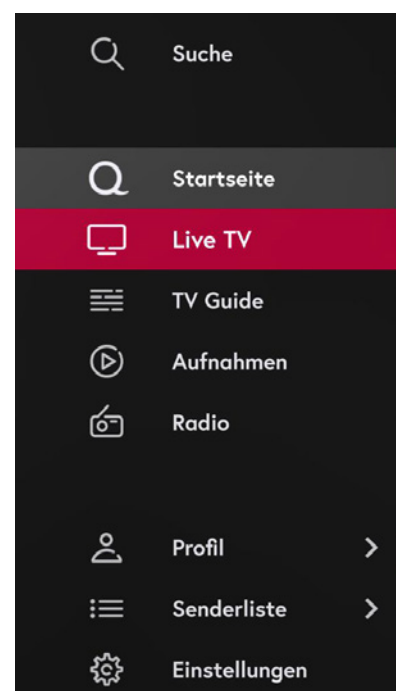 Suche
Startseite
Live TV
TV Guide
Aufnahmen
Radio
Profil
Senderliste
Einstellungen